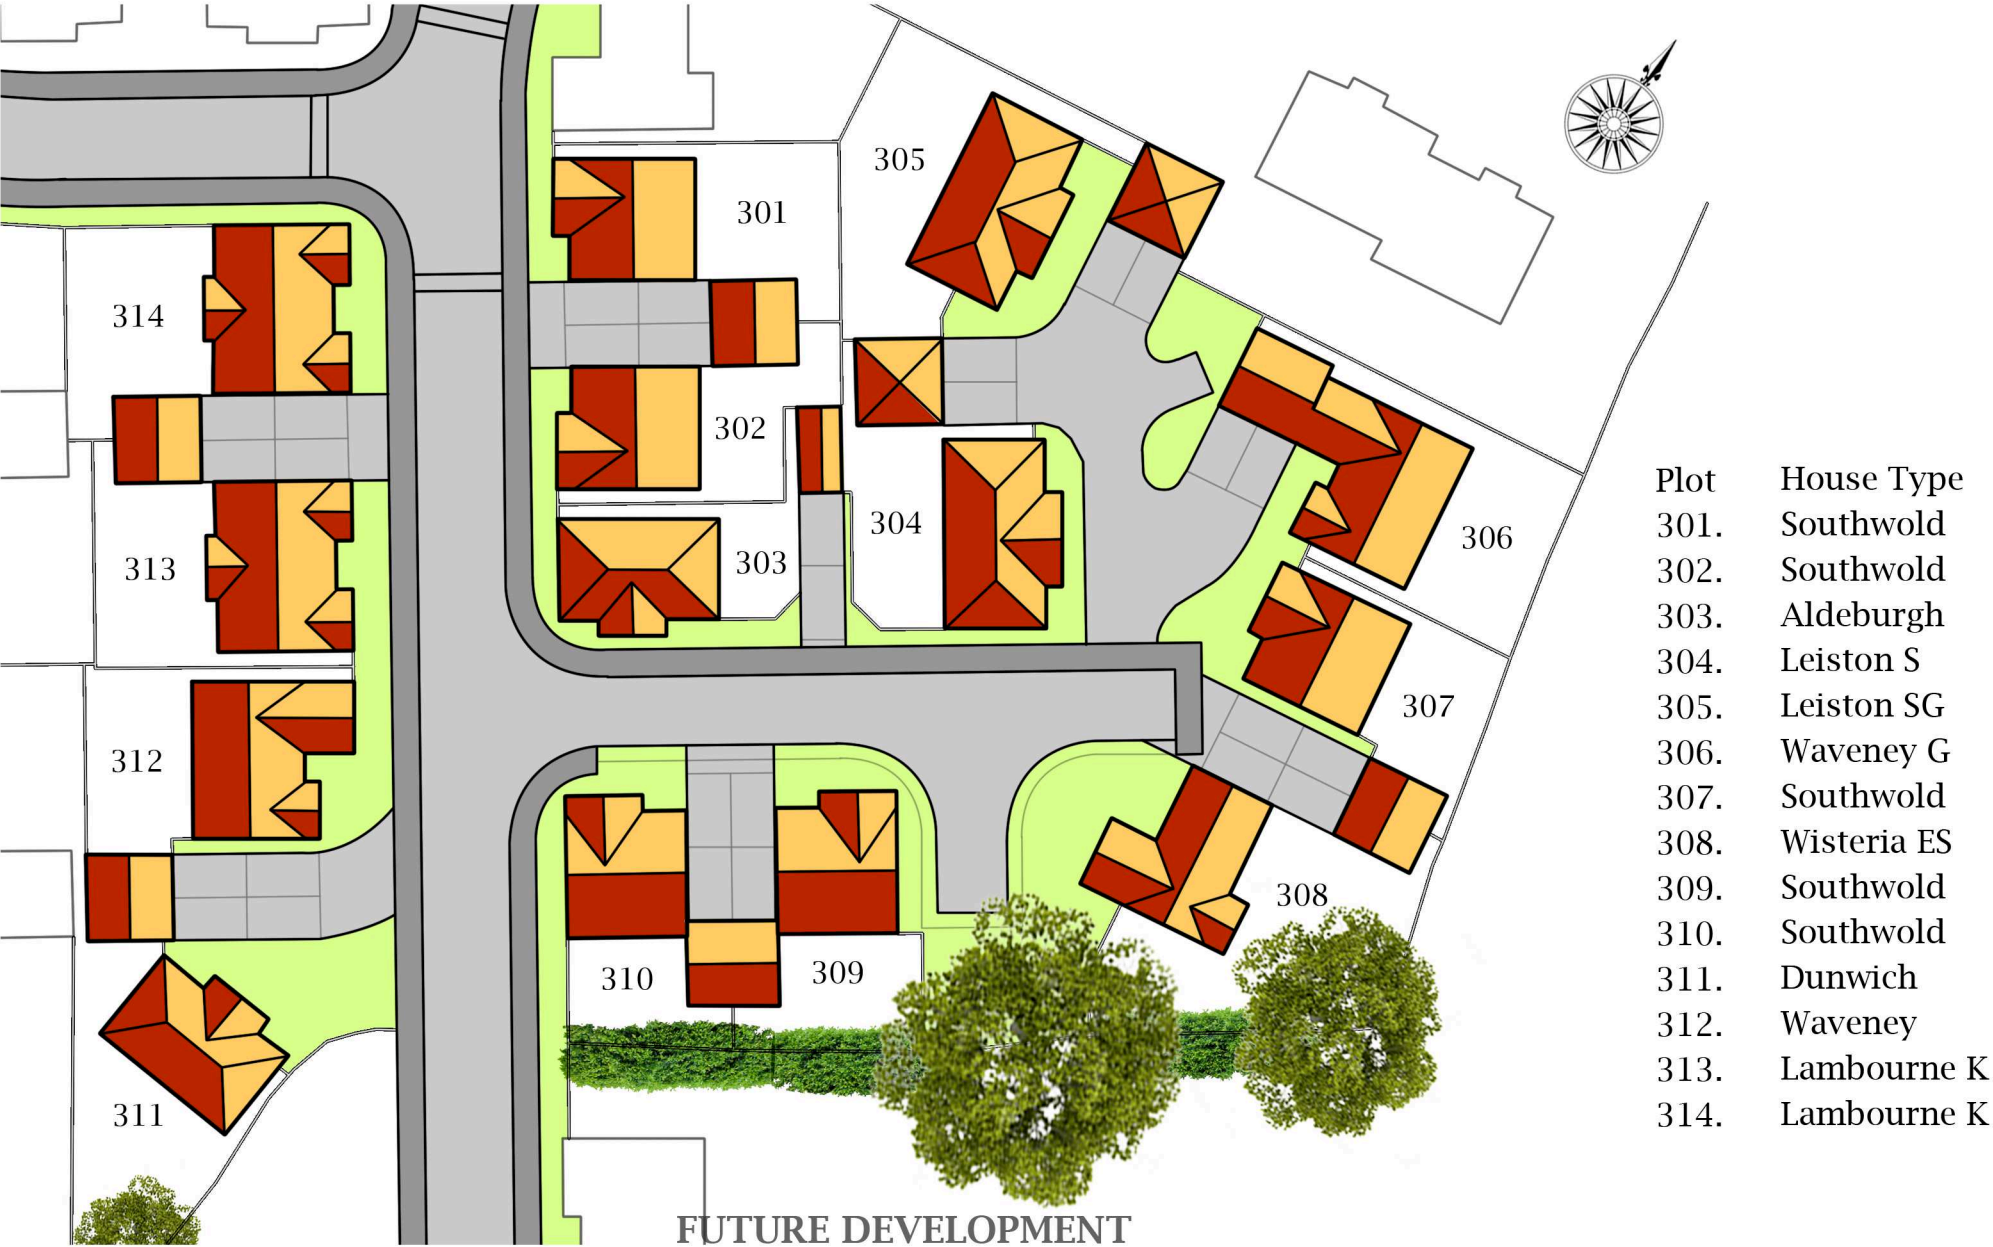 305
301
314
302
304
306
303
313
307
312
308
310
309
311
FUTURE DEVELOPMENT
Plot House Type
301. Southwold
302. Southwold
303. Aldeburgh
304. Leiston S
305. Leiston SG
306. Waveney G
307. Southwold
308. Wisteria ES
309. Southwold
310. Southwold
311. Dunwich
312. Waveney
313. Lambourne K
314. Lambourne K